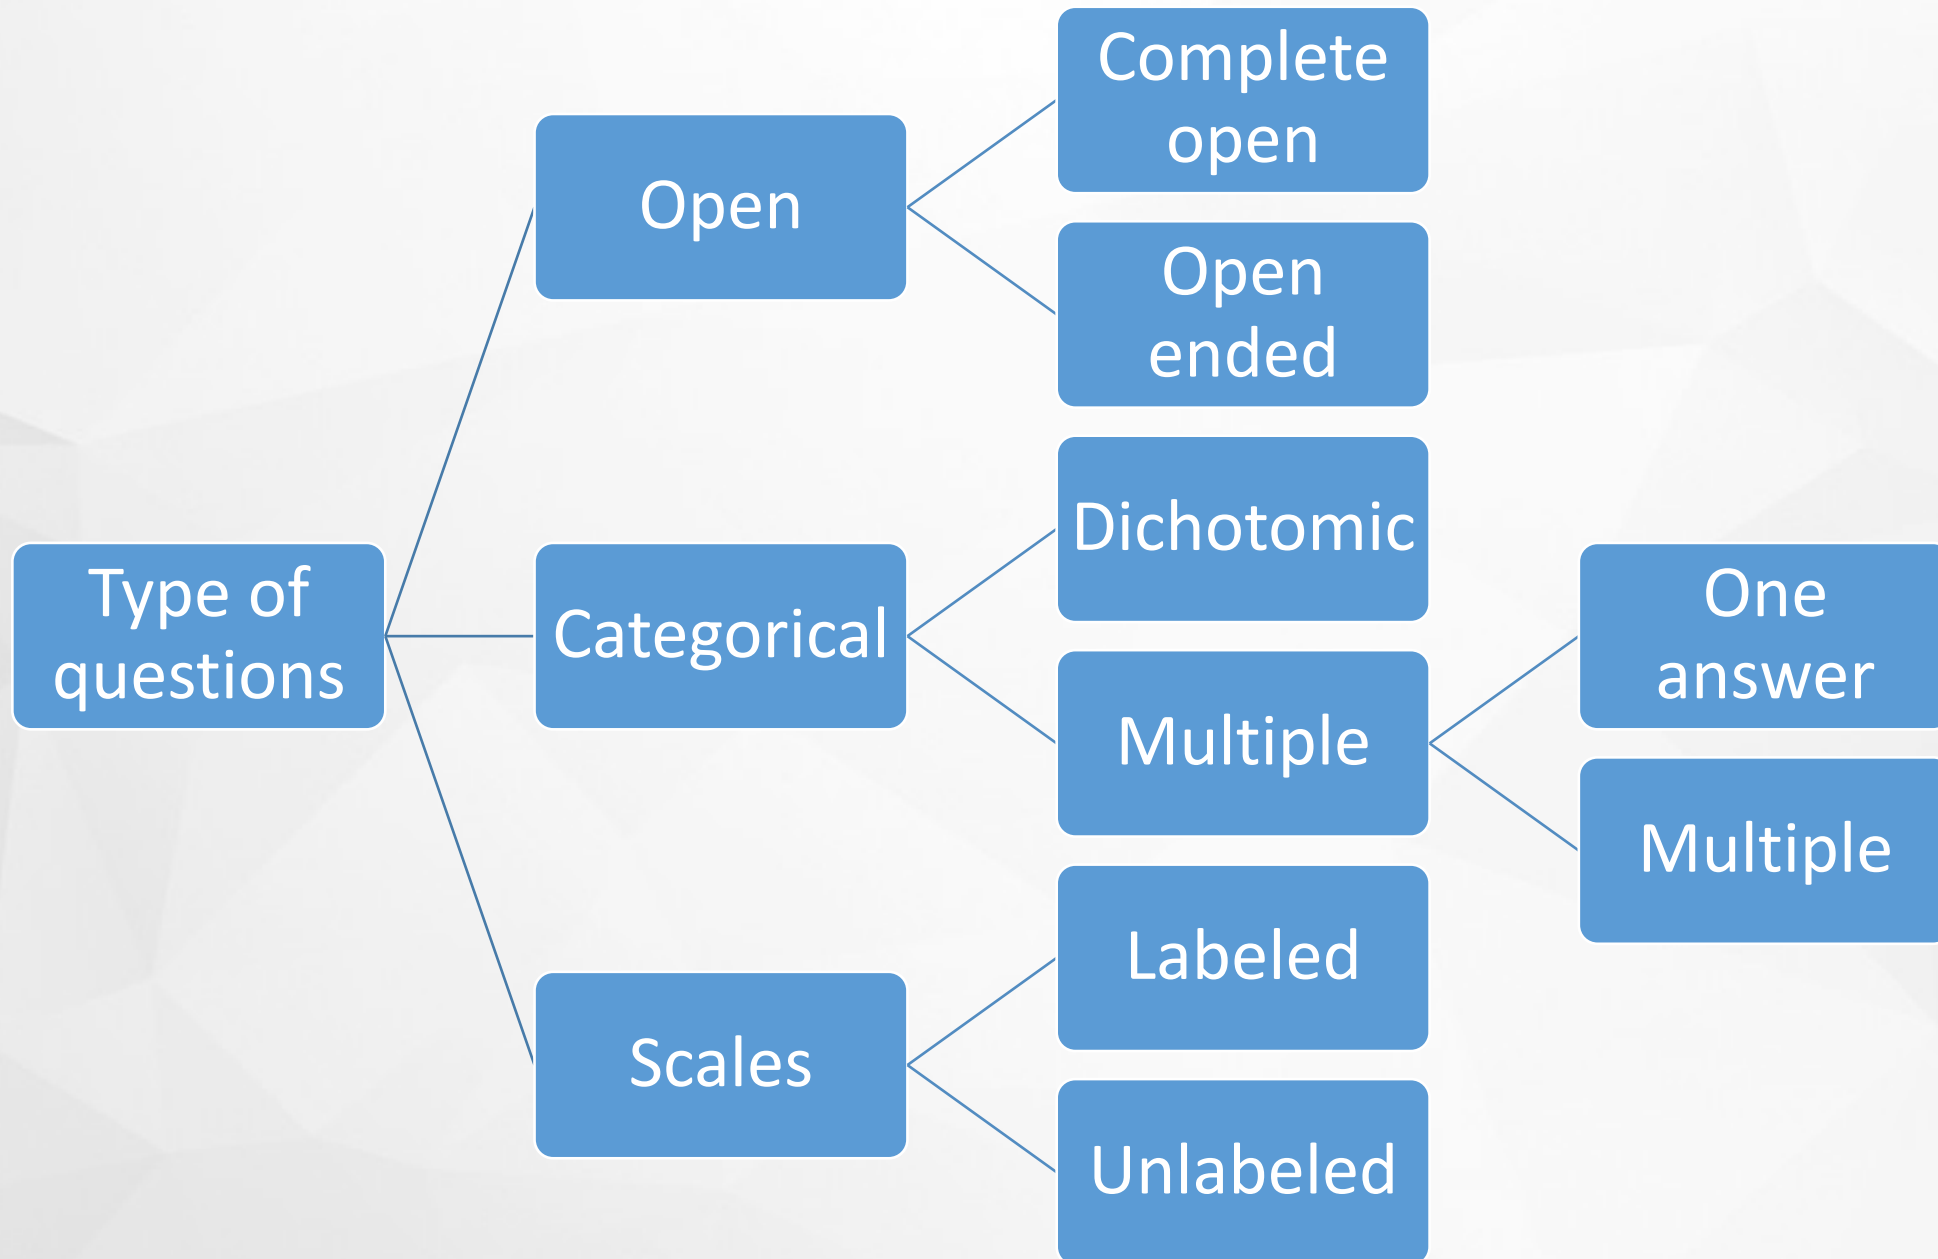 Type of
questions
Open
Complete
open
Open
ended
Categorical
Dichotomic
Multiple
One
answer
Multiple
Scales
Labeled
Unlabeled